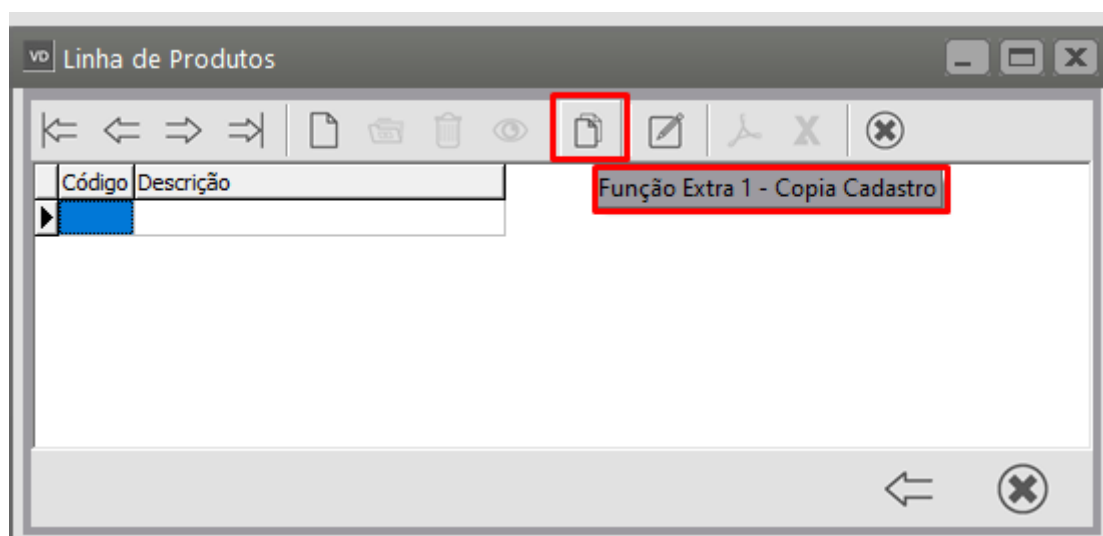 VD Linha de Produtos
Código Descrição
Função Extra 1 - Copia Cadastro